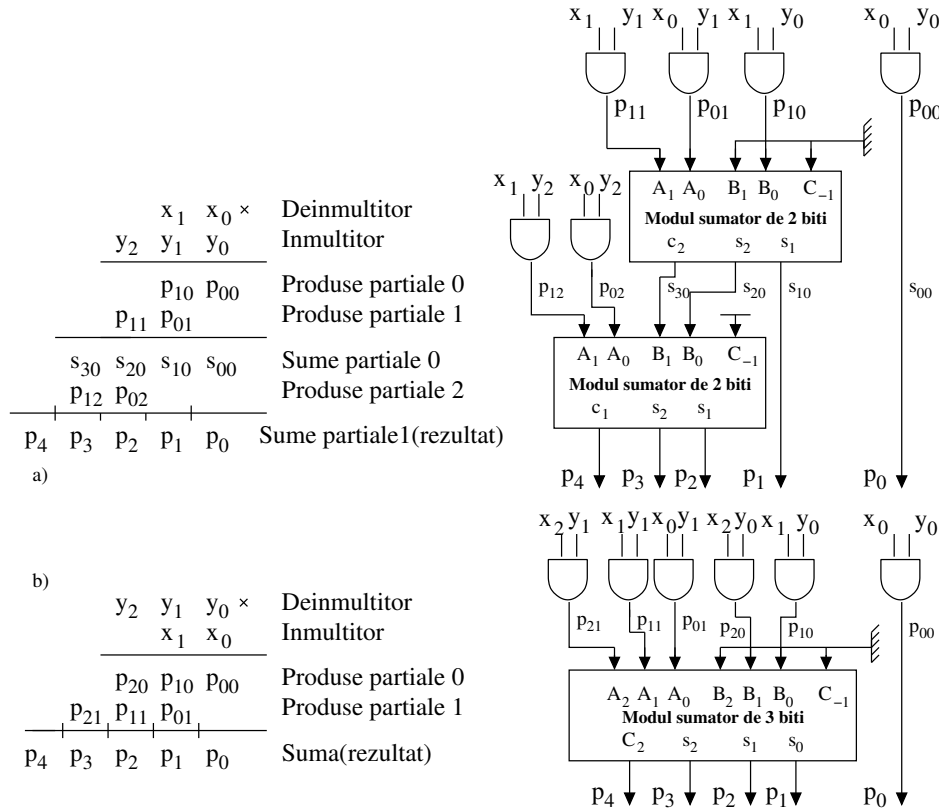 x₁ y₁ x₀ y₁ x₁ y₀ x₀ y₀
p₁₁ p₀₁ p₁₀ p₀₀
x₁ y₂ x₀ y₂
A₁ A₀ B₁ B₀ C₋₁
Modul sumator de 2 biti
c₂ s₂ s₁
p₁₂ p₀₂ s₃₀ s₂₀ s₁₀ s₀₀
A₁ A₀ B₁ B₀ C₋₁
Modul sumator de 2 biti
c₁ s₂ s₁
p₄ p₃ p₂ p₁ p₀
x₁ x₀ × Deinmultitor
y₂ y₁ y₀ Inmultitor
p₁₀ p₀₀ Produse partiale 0
p₁₁ p₀₁ Produse partiale 1
s₃₀ s₂₀ s₁₀ s₀₀ Sume partiale 0
p₁₂ p₀₂ Produse partiale 2
p₄ p₃ p₂ p₁ p₀ Sume partiale1(rezultat)
a)
x₂ y₁ x₁ y₁ x₀ y₁ x₂ y₀ x₁ y₀ x₀ y₀
p₂₁ p₁₁ p₀₁ p₂₀ p₁₀ p₀₀
A₂ A₁ A₀ B₂ B₁ B₀ C₋₁
Modul sumator de 3 biti
C₂ s₂ s₁ s₀
p₄ p₃ p₂ p₁ p₀
b)
y₂ y₁ y₀ × Deinmultitor
x₁ x₀ Inmultitor
p₂₀ p₁₀ p₀₀ Produse partiale 0
p₂₁ p₁₁ p₀₁ Produse partiale 1
p₄ p₃ p₂ p₁ p₀ Suma(rezultat)